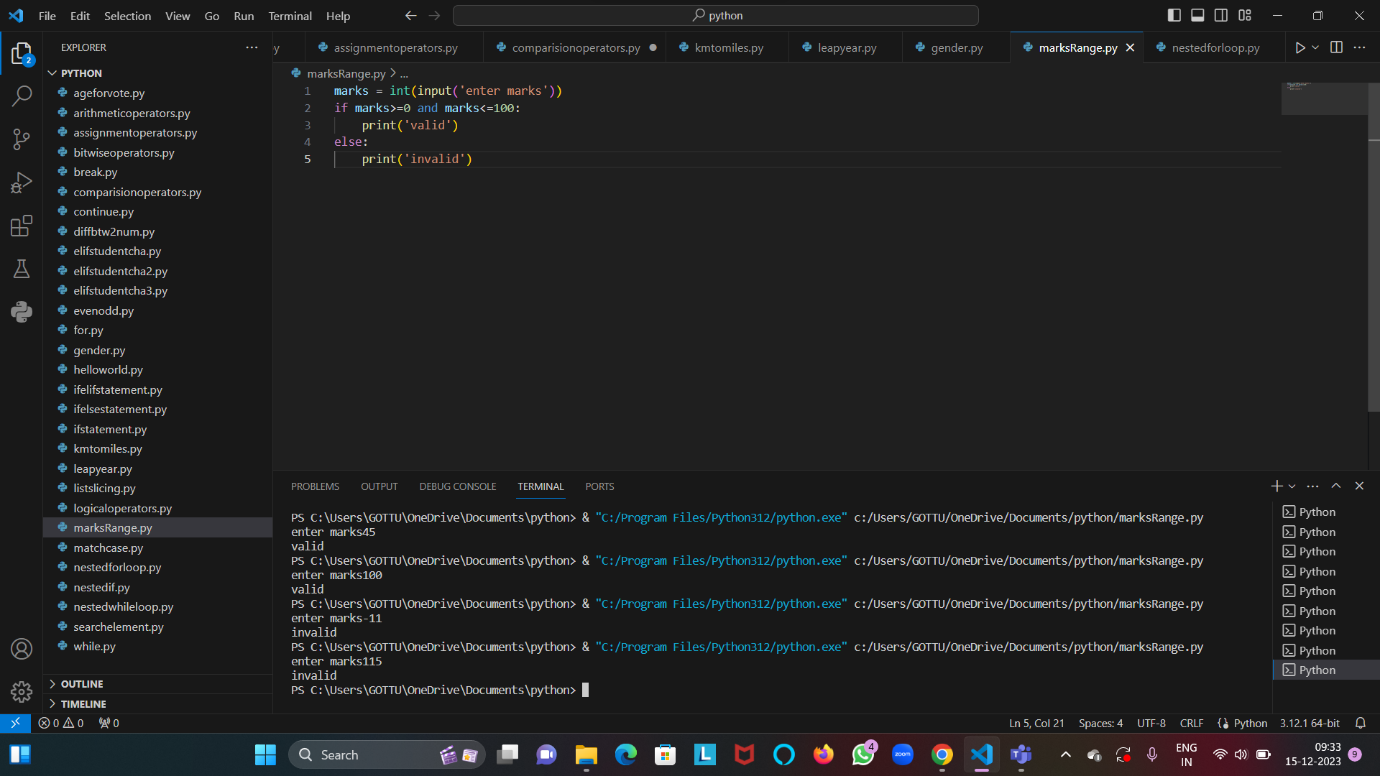 File Edit Selection View Go Run Terminal Help
python
EXPLORER
y assignmentoperators.py comparisionoperators.py kmtomiles.py leapyear.py gender.py marksRange.py nestedforloop.py
PYTHON
ageforvote.py
arithmeticoperators.py
assignmentoperators.py
bitwiseoperators.py
break.py
comparisionoperators.py
continue.py
diffbtw2num.py
elifstudentcha.py
elifstudentcha2.py
elifstudentcha3.py
evenodd.py
for.py
gender.py
helloworld.py
ifelifstatement.py
ifelsestatement.py
ifstatement.py
kmtomiles.py
leapyear.py
listslicing.py
logicaloperators.py
marksRange.py
matchcase.py
nestedforloop.py
nestedif.py
nestedwhileloop.py
searchelement.py
while.py
OUTLINE
TIMELINE
2
marksRange.py > ...
1 marks = int(input('enter marks'))
2 if marks>=0 and marks<=100:
3     print('valid')
4 else:
5     print('invalid')
PROBLEMS OUTPUT DEBUG CONSOLE TERMINAL PORTS
PS C:\Users\GOTTU\OneDrive\Documents\python> & "C:/Program Files/Python312/python.exe" c:/Users/GOTTU/OneDrive/Documents/python/marksRange.py
enter marks45
valid
PS C:\Users\GOTTU\OneDrive\Documents\python> & "C:/Program Files/Python312/python.exe" c:/Users/GOTTU/OneDrive/Documents/python/marksRange.py
enter marks100
valid
PS C:\Users\GOTTU\OneDrive\Documents\python> & "C:/Program Files/Python312/python.exe" c:/Users/GOTTU/OneDrive/Documents/python/marksRange.py
enter marks-11
invalid
PS C:\Users\GOTTU\OneDrive\Documents\python> & "C:/Program Files/Python312/python.exe" c:/Users/GOTTU/OneDrive/Documents/python/marksRange.py
enter marks115
invalid
PS C:\Users\GOTTU\OneDrive\Documents\python>
Python
Python
Python
Python
Python
Python
Python
Python
Python
0 0 0
Ln 5, Col 21 Spaces: 4 UTF-8 CRLF Python 3.12.1 64-bit
Search
L
4
zoom
ENG
IN
09:33
15-12-2023
9